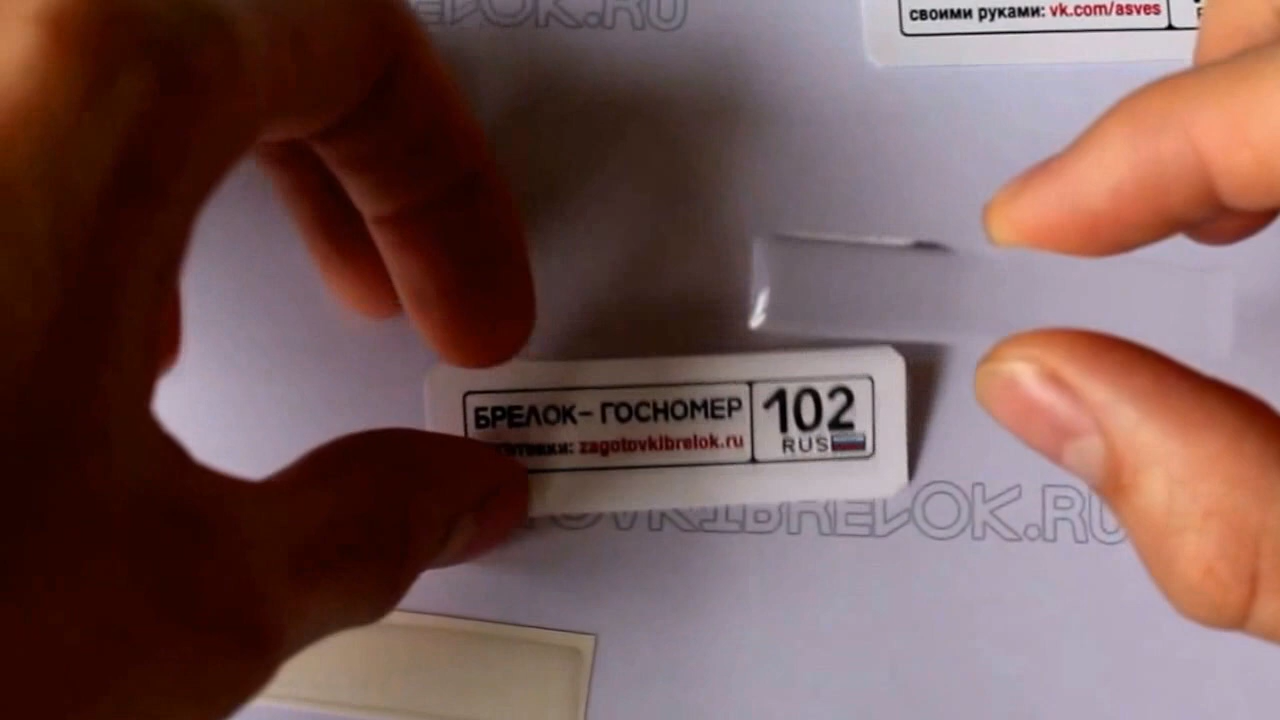 своими руками: vk.com/asves
БРЕЛОК- ГОСНОМЕР
zagotovkibrelok.ru
102
RUS